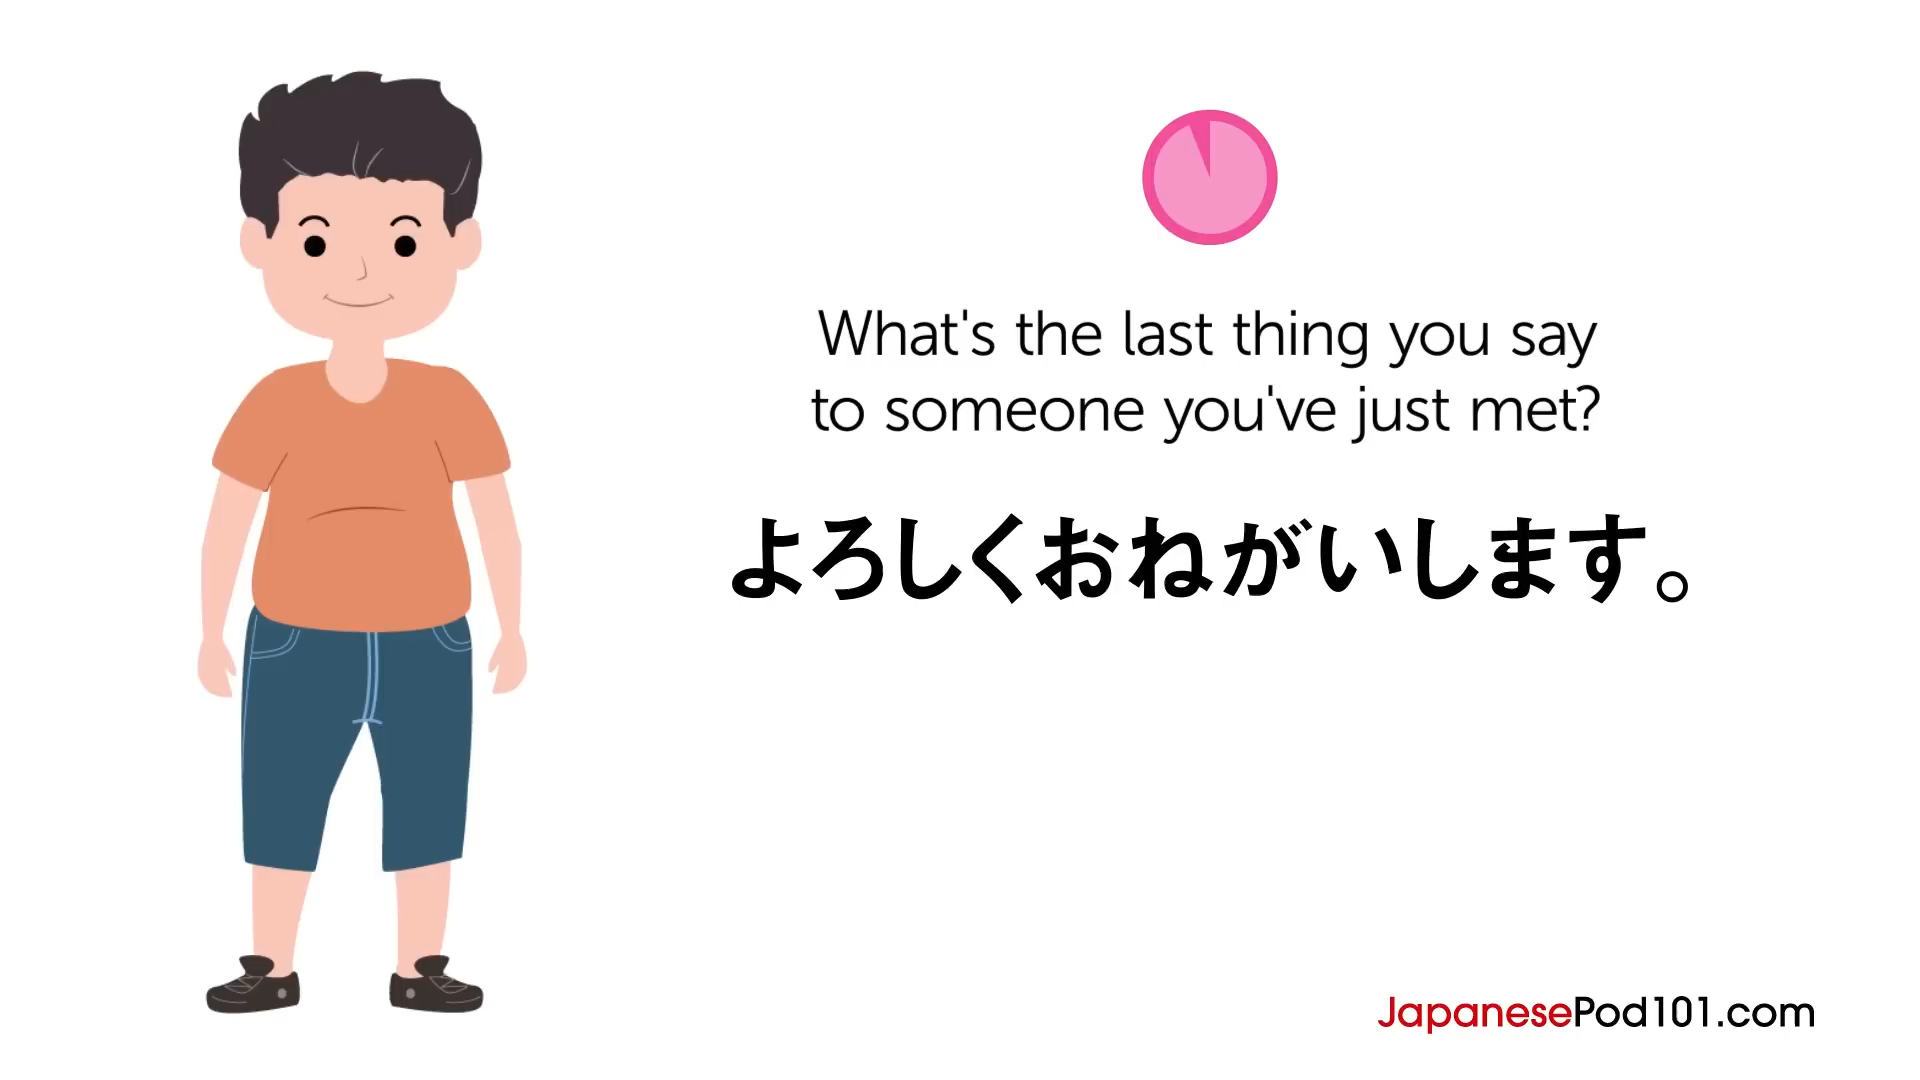 What's the last thing you say
to someone you've just met?
よろしくおねがいします。
JapanesePod101.com